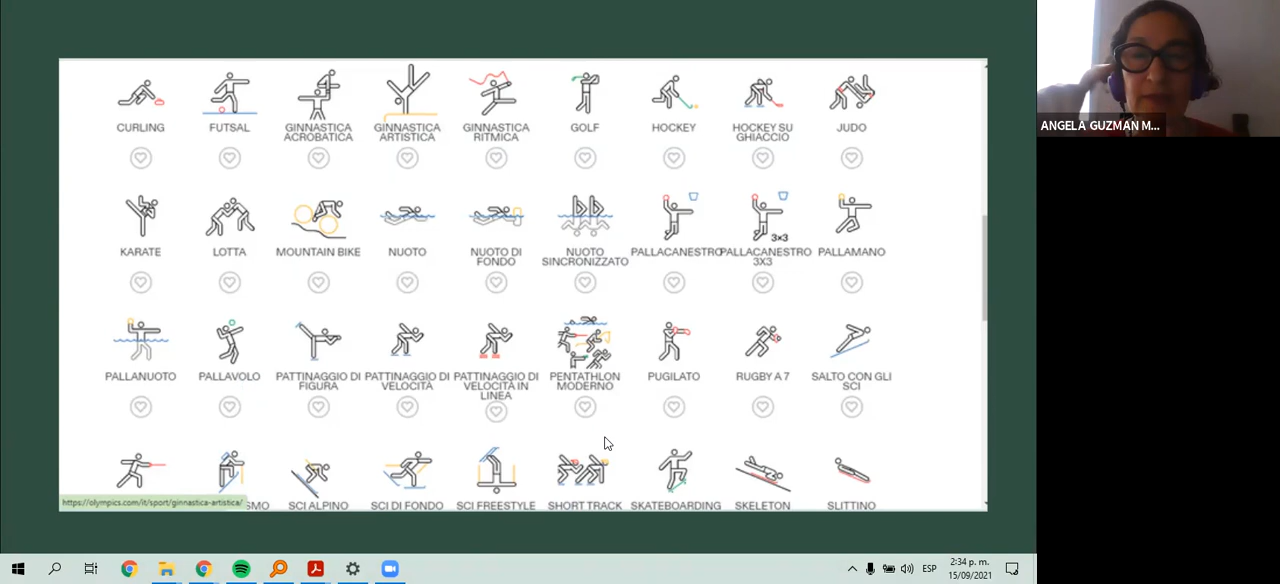 CURLING
FUTSAL
GINNASTICA
ACROBATICA
GINNASTICA
ARTISTICA
GINNASTICA
RITMICA
GOLF
HOCKEY
HOCKEY SU
GHIACCIO
JUDO
KARATE
LOTTA
MOUNTAIN BIKE
NUOTO
NUOTO DI
FONDO
NUOTO
SINCRONIZZATO
PALLACANESTRO
3×3
PALLACANESTRO
3X3
PALLAMANO
PALLANUOTO
PALLAVOLO
PATTINAGGIO DI
FIGURA
PATTINAGGIO DI
VELOCITÀ
PATTINAGGIO DI
VELOCITÀ IN
LINEA
PENTATHLON
MODERNO
PUGILATO
RUGBY A 7
SALTO CON GLI
SCI
https://olympics.com/it/sport/ginnastica-artistica/
SMO
SCI ALPINO
SCI DI FONDO
SCI FREESTYLE
SHORT TRACK
SKATEBOARDING
SKELETON
SLITTINO
ANGELA GUZMAN M...
ESP
2:34 p. m.
15/09/2021